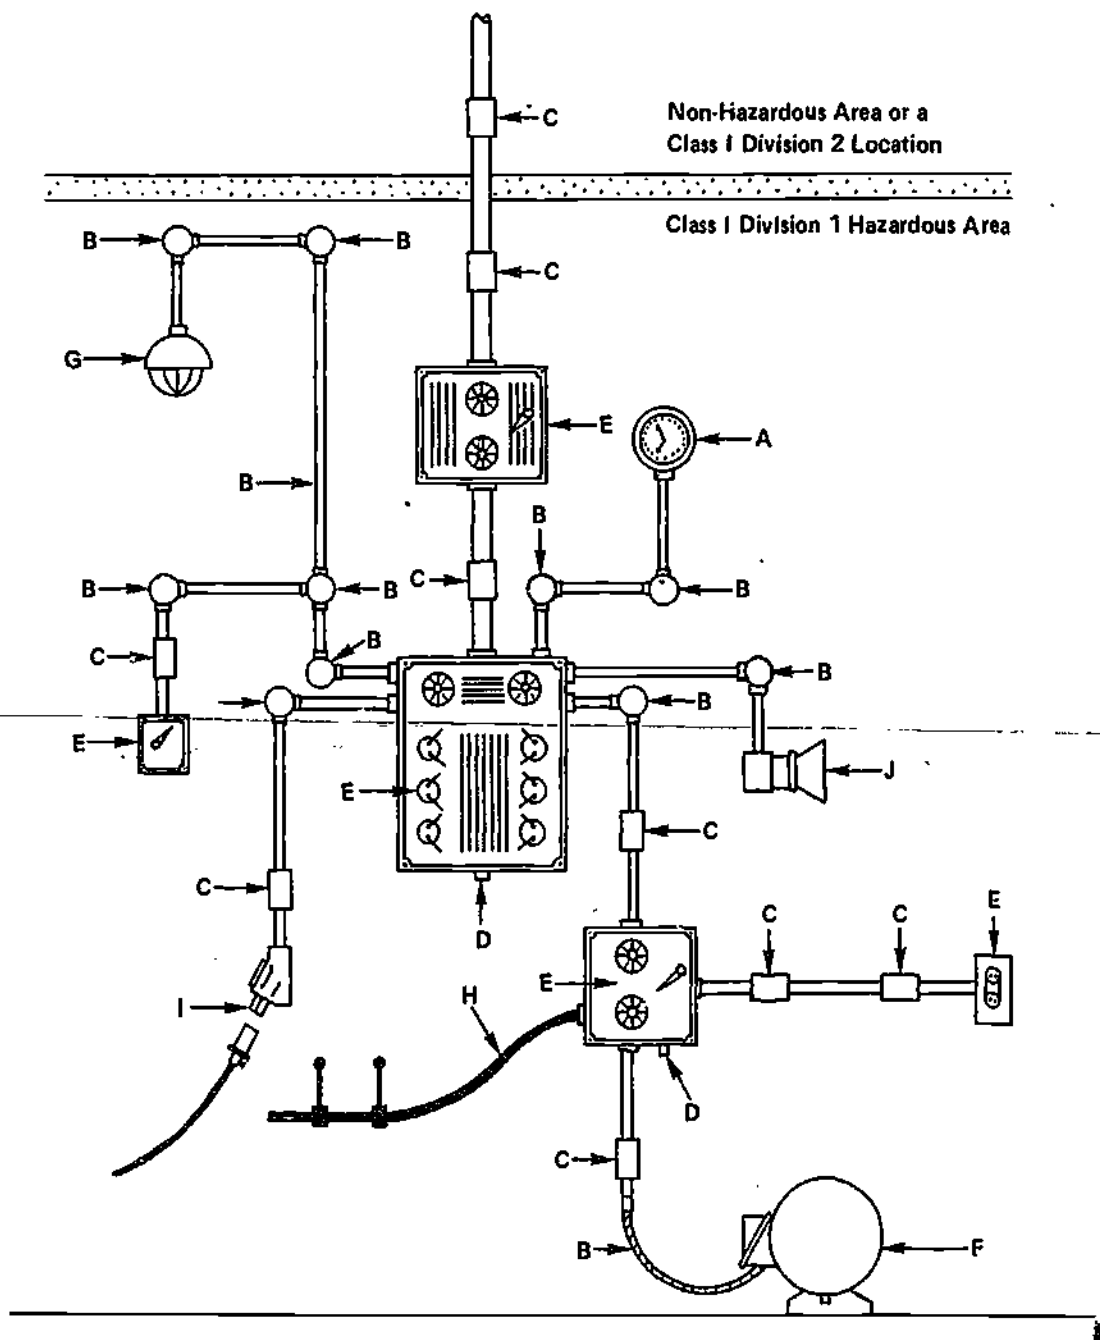 C
Non-Hazardous Area or a
Class I Division 2 Location
Class I Division 1 Hazardous Area
B B
C
G
E
A
B
B
C
B B
B
C
B
B
B
E
J
E
C
C
D
C C E
E
I
H
D
C
B
F